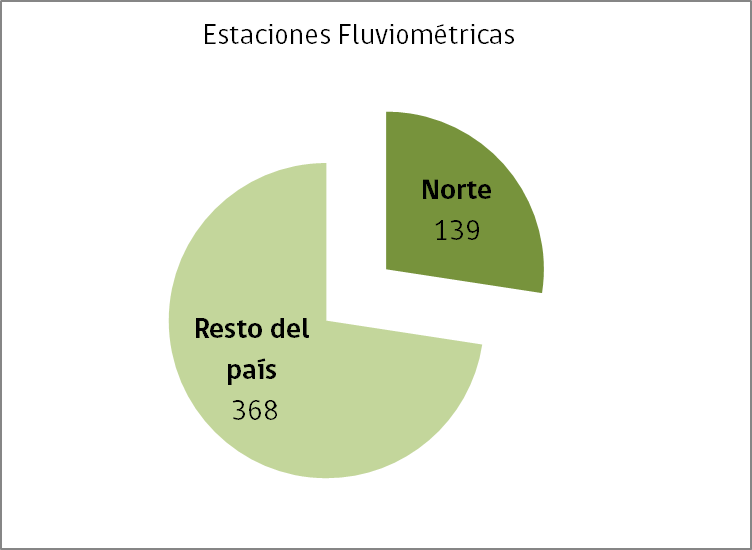 Estaciones Fluviométricas
Norte
139
Resto del
país
368